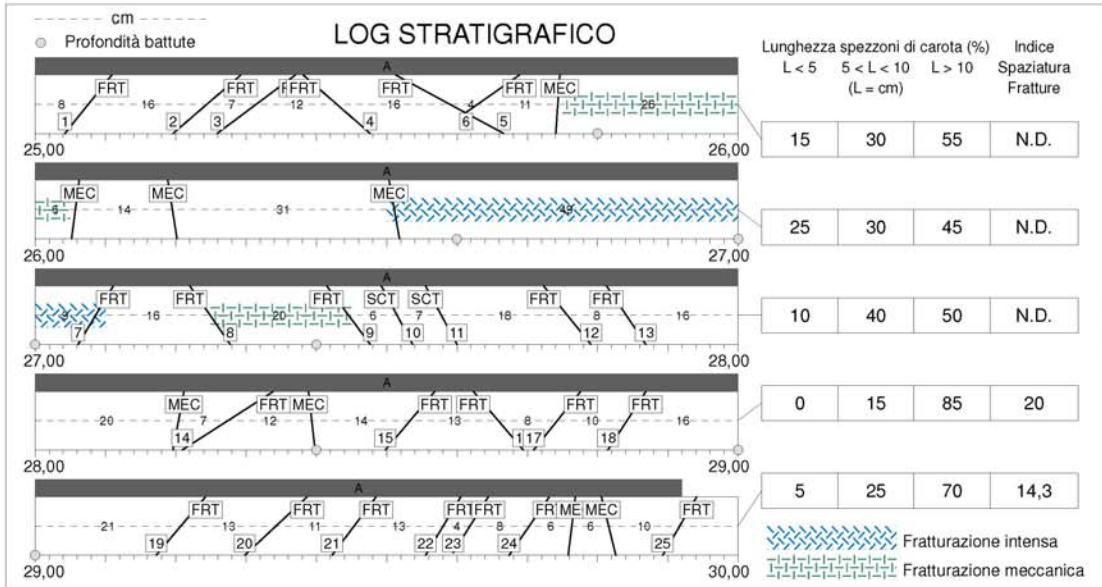 cm
Profondità battute
LOG STRATIGRAFICO
Lunghezza spezzoni di carota (%)
Indice
L < 5
5 < L < 10
L > 10
Spaziatura
(L = cm)
Fratture
A
FRT FRT FRT FRT FRT MEC
8 16 7 12 16 4 11 26
1 2 3 4 6 5
25,00 26,00
15 30 55 N.D.
A
MEC MEC MEC
6 14 31 49
26,00 27,00
25 30 45 N.D.
A
FRT FRT FRT SCT SCT FRT FRT
9 16 20 6 7 18 8 16
7 8 9 10 11 12 13
27,00 28,00
10 40 50 N.D.
A
MEC FRT MEC FRT FRT FRT FRT
20 7 12 14 13 8 10 16
14 15 17 18
28,00 29,00
0 15 85 20
A
FRT FRT FRT FRT FRT MEC FRT
21 13 11 13 4 8 6 6 10
19 20 21 22 23 24 25
29,00 30,00
5 25 70 14,3
Fratturazione intensa
Fratturazione meccanica